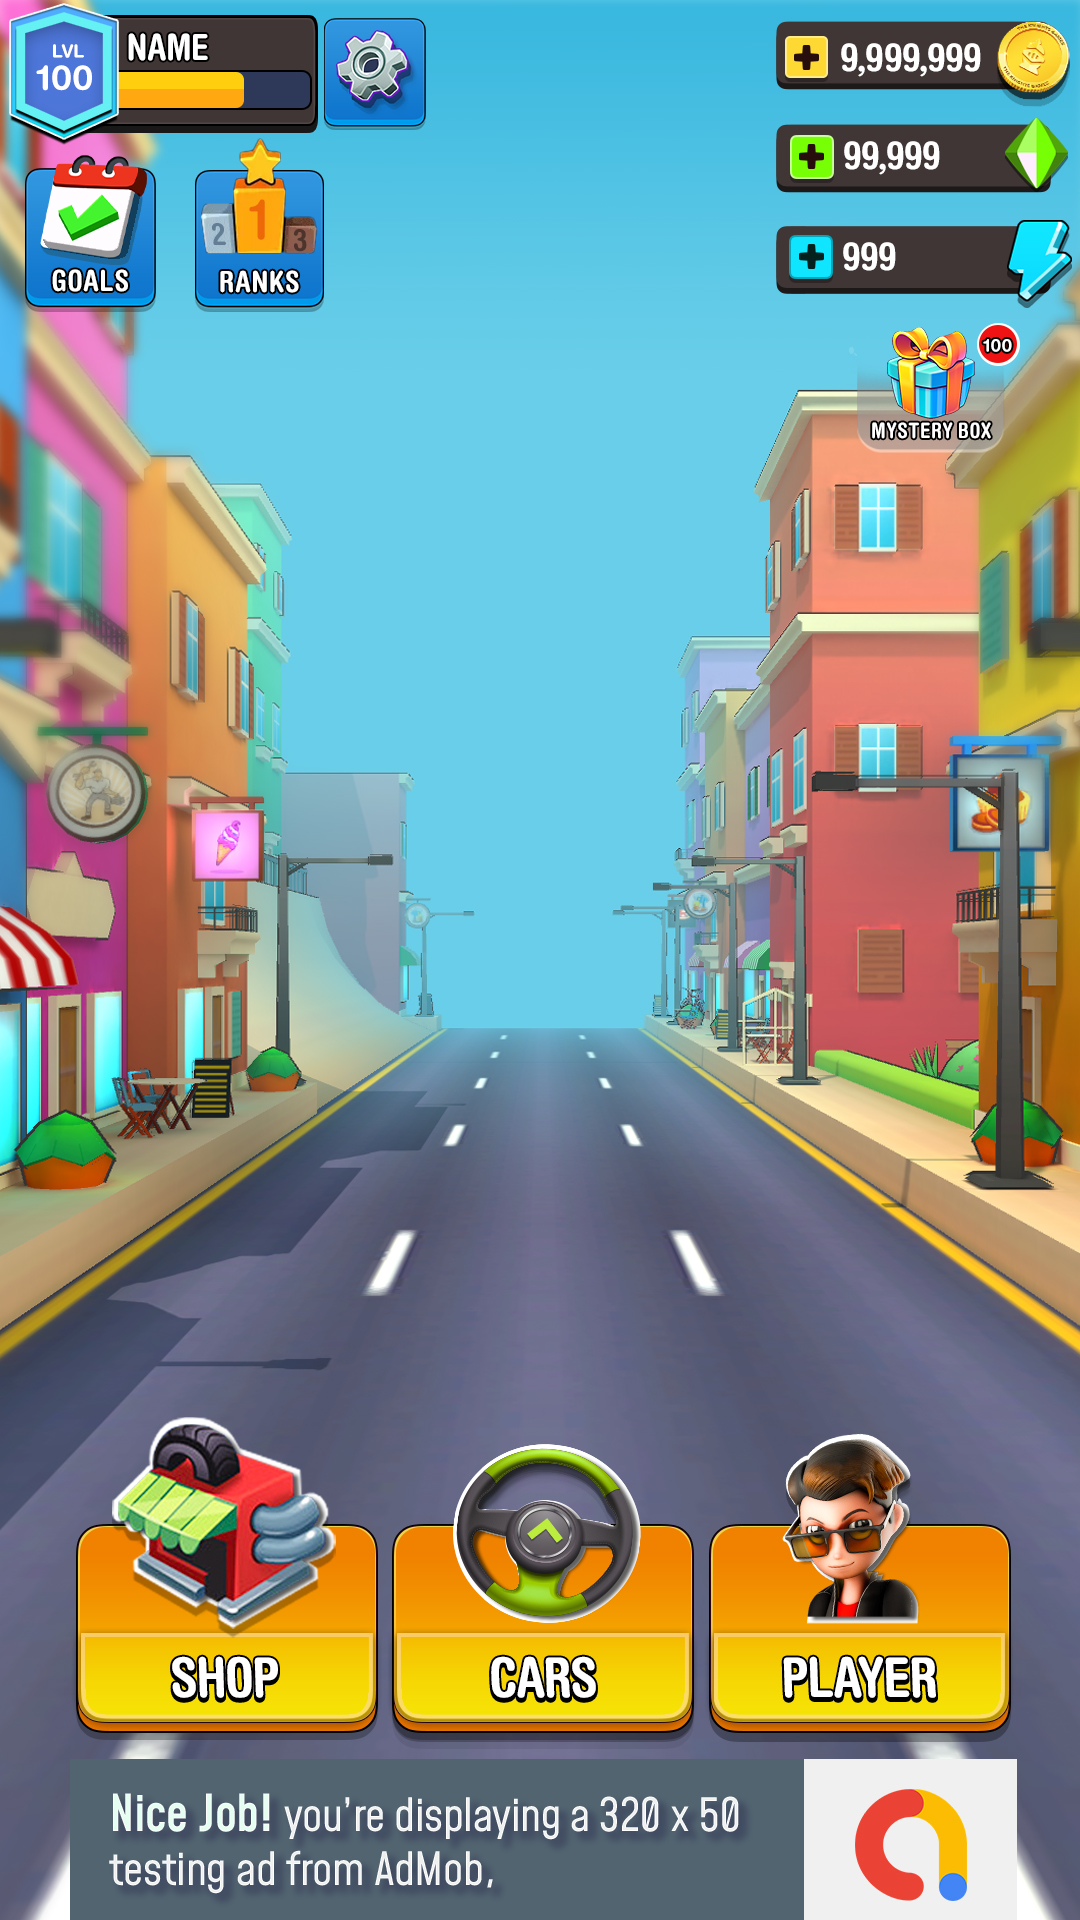 LVL
100
NAME
9,999,999
99,999
999
GOALS
2
1
3
RANKS
100
MYSTERY BOX
SHOP
CARS
PLAYER
Nice Job! you're displaying a 320 x 50
testing ad from AdMob,